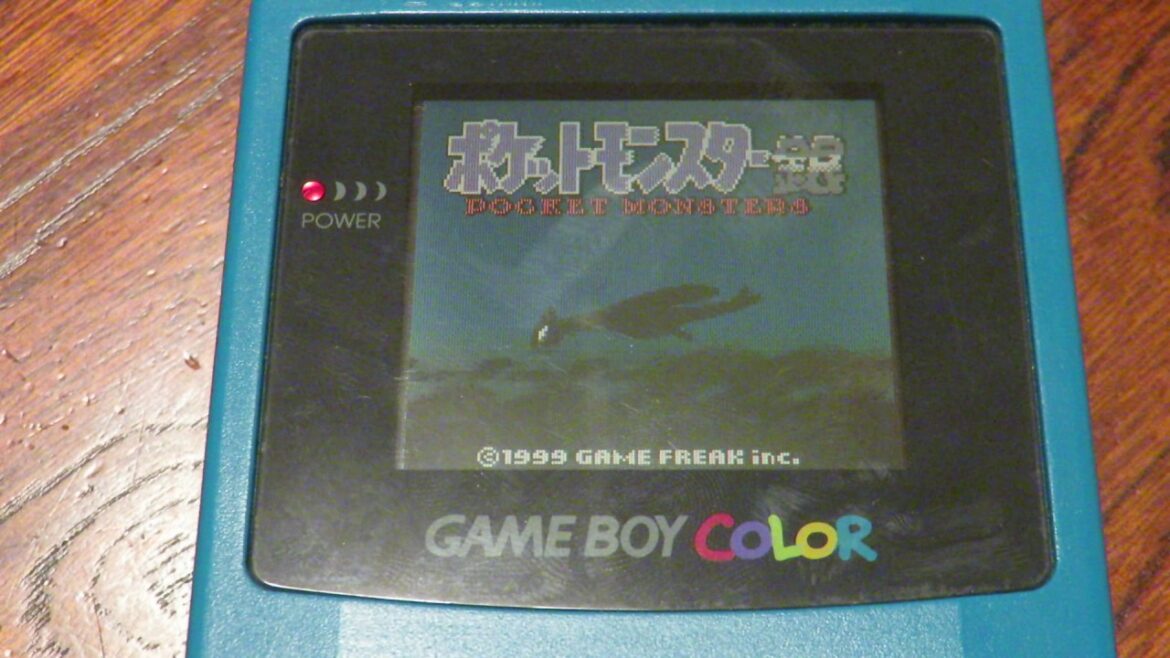 ポケットモンスター
POCKET MONSTERS
POWER
©1999 GAME FREAK inc.
GAME BOY COLOR